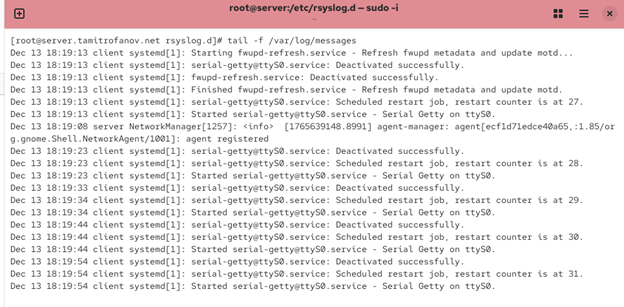 root@server:/etc/rsyslog.d — sudo -i
[root@server.tamitrofanov.net rsyslog.d]# tail -f /var/log/messages
Dec 13 18:19:13 client systemd[1]: Starting fwupd-refresh.service - Refresh fwupd metadata and update motd...
Dec 13 18:19:13 client systemd[1]: serial-getty@ttyS0.service: Deactivated successfully.
Dec 13 18:19:13 client systemd[1]: fwupd-refresh.service: Deactivated successfully.
Dec 13 18:19:13 client systemd[1]: Finished fwupd-refresh.service - Refresh fwupd metadata and update motd.
Dec 13 18:19:13 client systemd[1]: serial-getty@ttyS0.service: Scheduled restart job, restart counter is at 27.
Dec 13 18:19:13 client systemd[1]: Started serial-getty@ttyS0.service - Serial Getty on ttyS0.
Dec 13 18:19:08 server NetworkManager[1257]: <info>  [1765639148.8991] agent-manager: agent[ecf1d71edce40a65,:1.85/or
g.gnome.Shell.NetworkAgent/1001]: agent registered
Dec 13 18:19:23 client systemd[1]: serial-getty@ttyS0.service: Deactivated successfully.
Dec 13 18:19:23 client systemd[1]: serial-getty@ttyS0.service: Scheduled restart job, restart counter is at 28.
Dec 13 18:19:23 client systemd[1]: Started serial-getty@ttyS0.service - Serial Getty on ttyS0.
Dec 13 18:19:33 client systemd[1]: serial-getty@ttyS0.service: Deactivated successfully.
Dec 13 18:19:34 client systemd[1]: serial-getty@ttyS0.service: Scheduled restart job, restart counter is at 29.
Dec 13 18:19:34 client systemd[1]: Started serial-getty@ttyS0.service - Serial Getty on ttyS0.
Dec 13 18:19:44 client systemd[1]: serial-getty@ttyS0.service: Deactivated successfully.
Dec 13 18:19:44 client systemd[1]: serial-getty@ttyS0.service: Scheduled restart job, restart counter is at 30.
Dec 13 18:19:44 client systemd[1]: Started serial-getty@ttyS0.service - Serial Getty on ttyS0.
Dec 13 18:19:54 client systemd[1]: serial-getty@ttyS0.service: Deactivated successfully.
Dec 13 18:19:54 client systemd[1]: serial-getty@ttyS0.service: Scheduled restart job, restart counter is at 31.
Dec 13 18:19:54 client systemd[1]: Started serial-getty@ttyS0.service - Serial Getty on ttyS0.